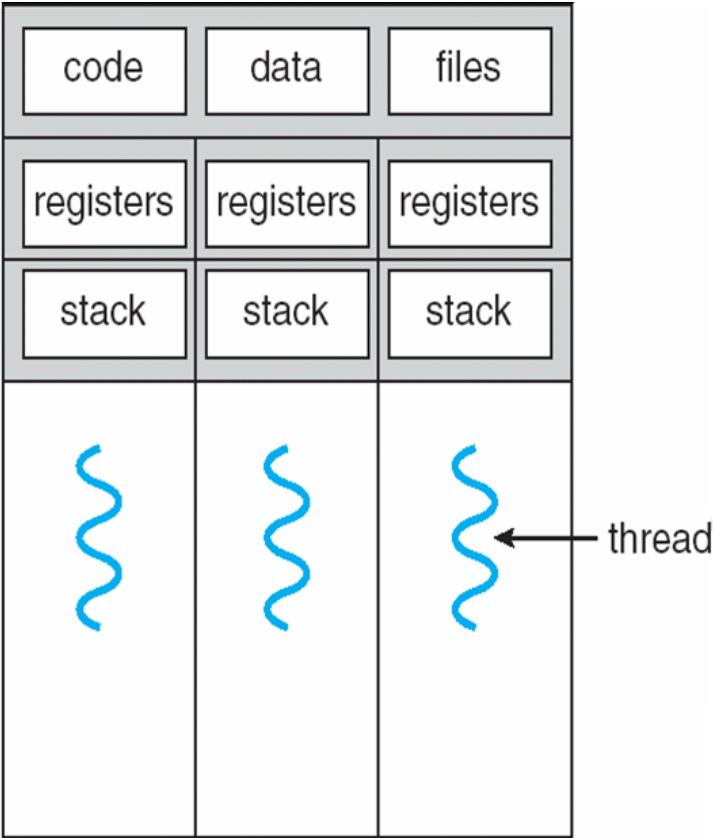 code data files
registers registers registers
stack stack stack
thread